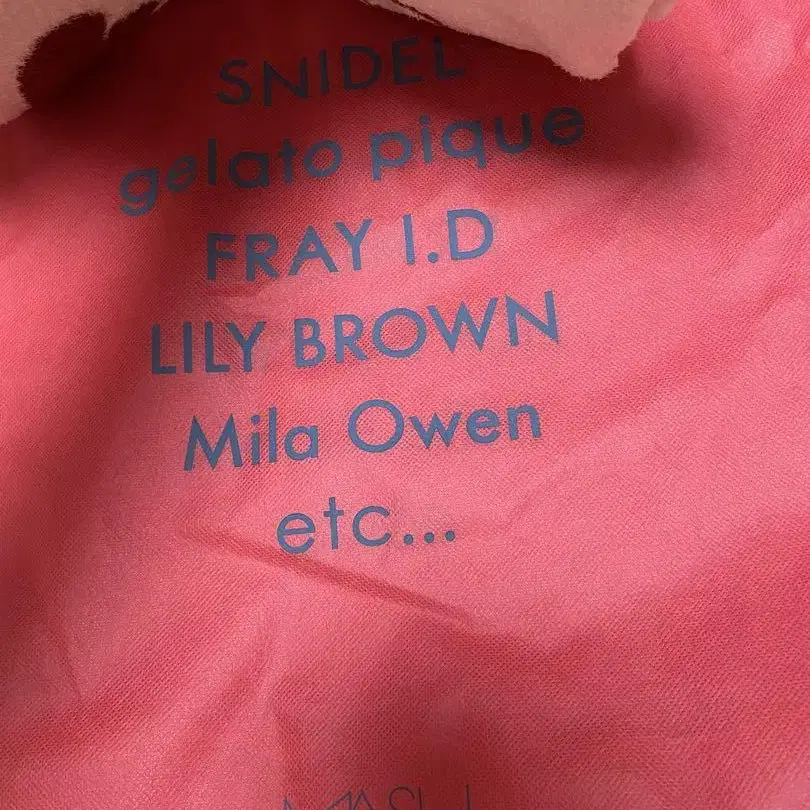 SNIDEL
gelato pique
FRAY I.D
LILY BROWN
Mila Owen
etc...